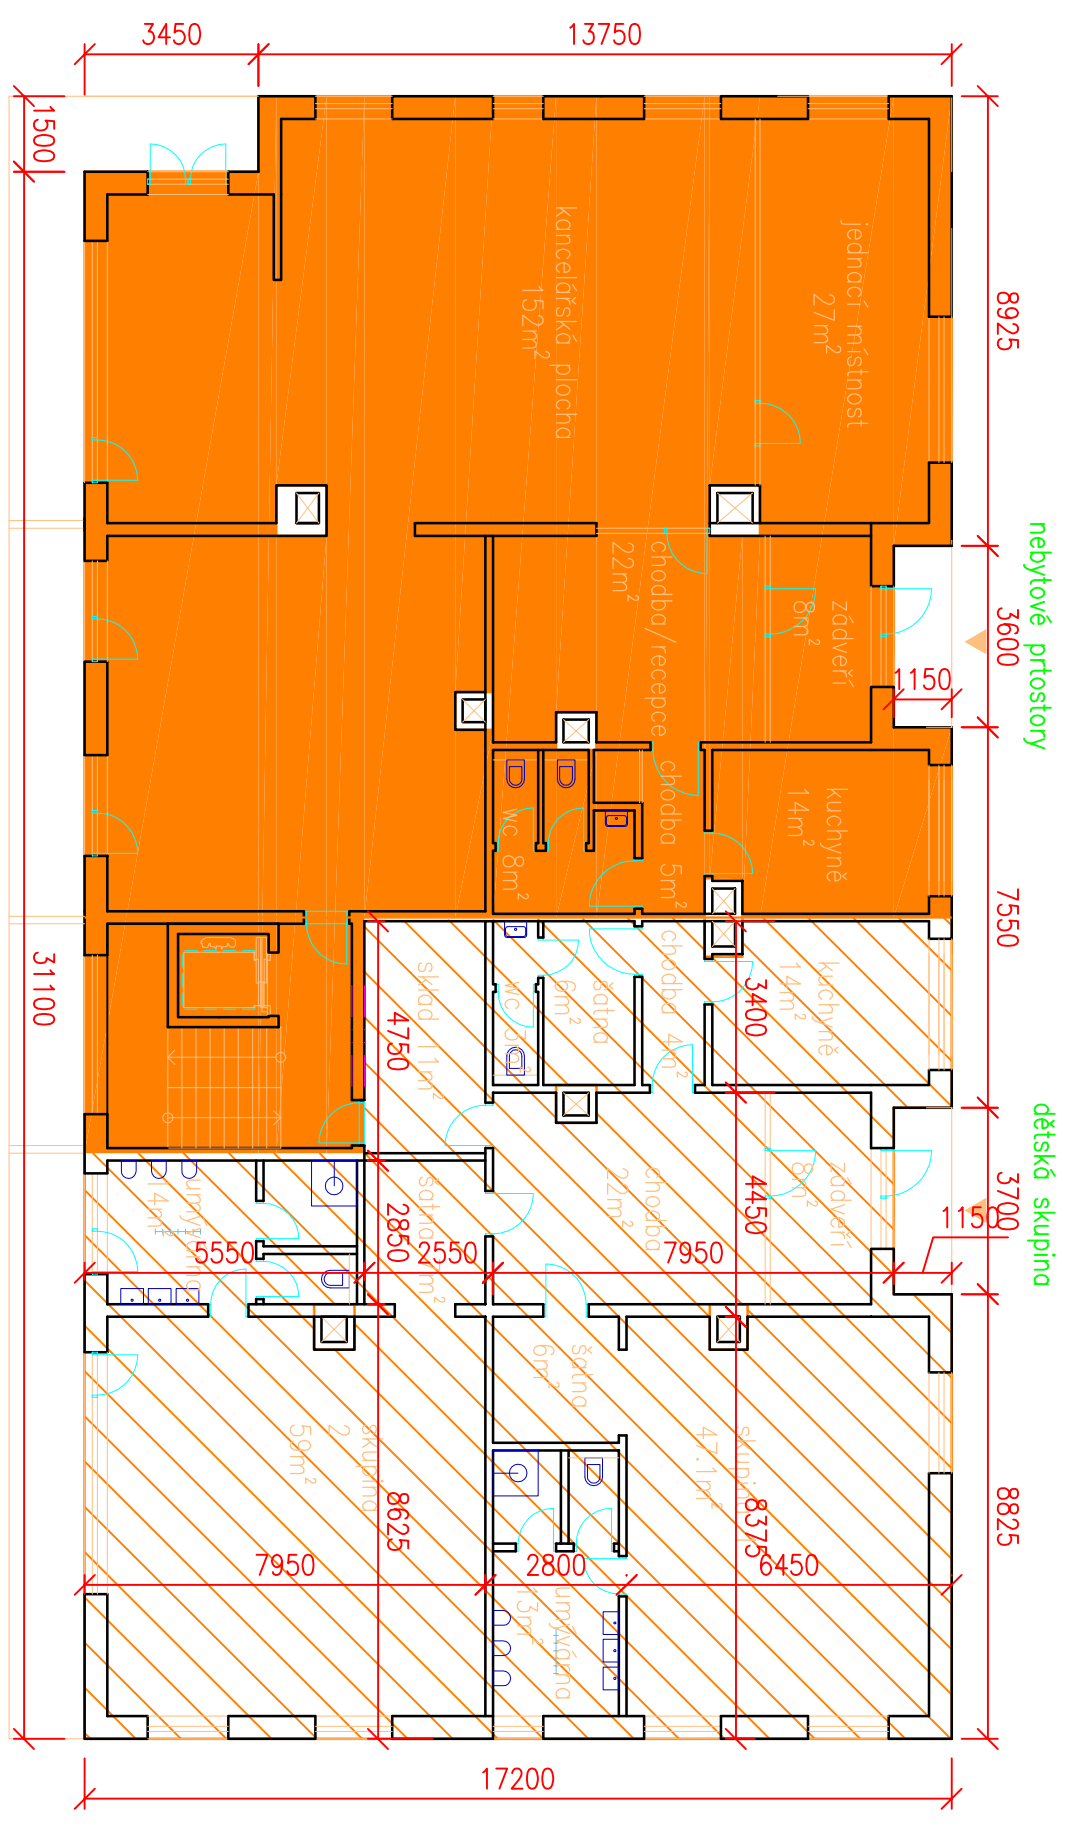 3450
13750
1500
8925
jednací místnost
27m²
kancelářská plocha
152m²
nebytové prtostory
3600
1150
zádveří
8m²
chodba/recepce
22m²
kuchyně
14m²
chodba 5m²
wc 8m²
7550
31100
kuchyně
14m²
3400
chodba 4m²
šatna
6m²
sklad 11m²
4750
dětská skupina
3700
1150
zádveří
8m²
4450
chodba
22m²
2850
umývárna
14m²
5550
2550
7950
šatna
6m²
8825
47.1m²
8375
skupina
2
59m²
8625
7950
2800
6450
umývárna
13m²
17200